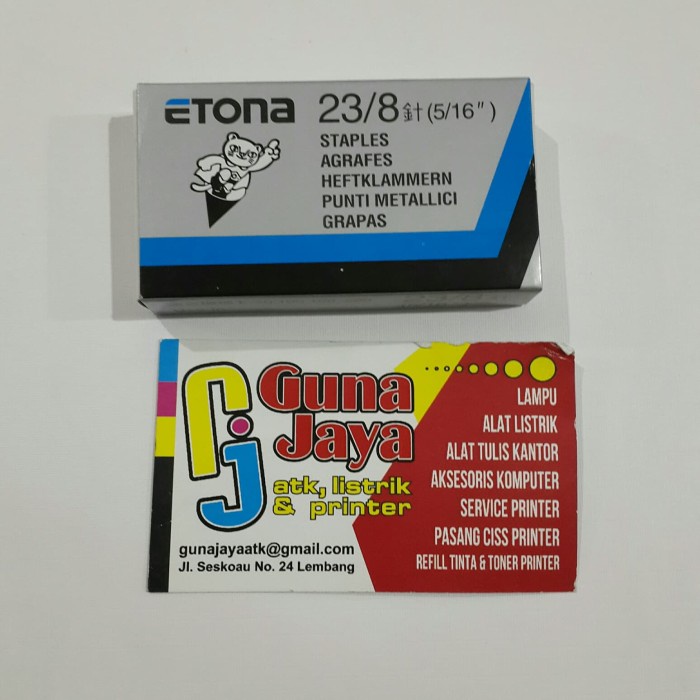 ETONA 23/8 針 (5/16")
STAPLES
AGRAFES
HEFTKLAMMERN
PUNTI METALLICI
GRAPAS
Guna
Jaya
atk, listrik
& printer
gunajayaatk@gmail.com
Jl. Seskoau No. 24 Lembang
LAMPU
ALAT LISTRIK
ALAT TULIS KANTOR
AKSESORIS KOMPUTER
SERVICE PRINTER
PASANG CISS PRINTER
REFILL TINTA & TONER PRINTER